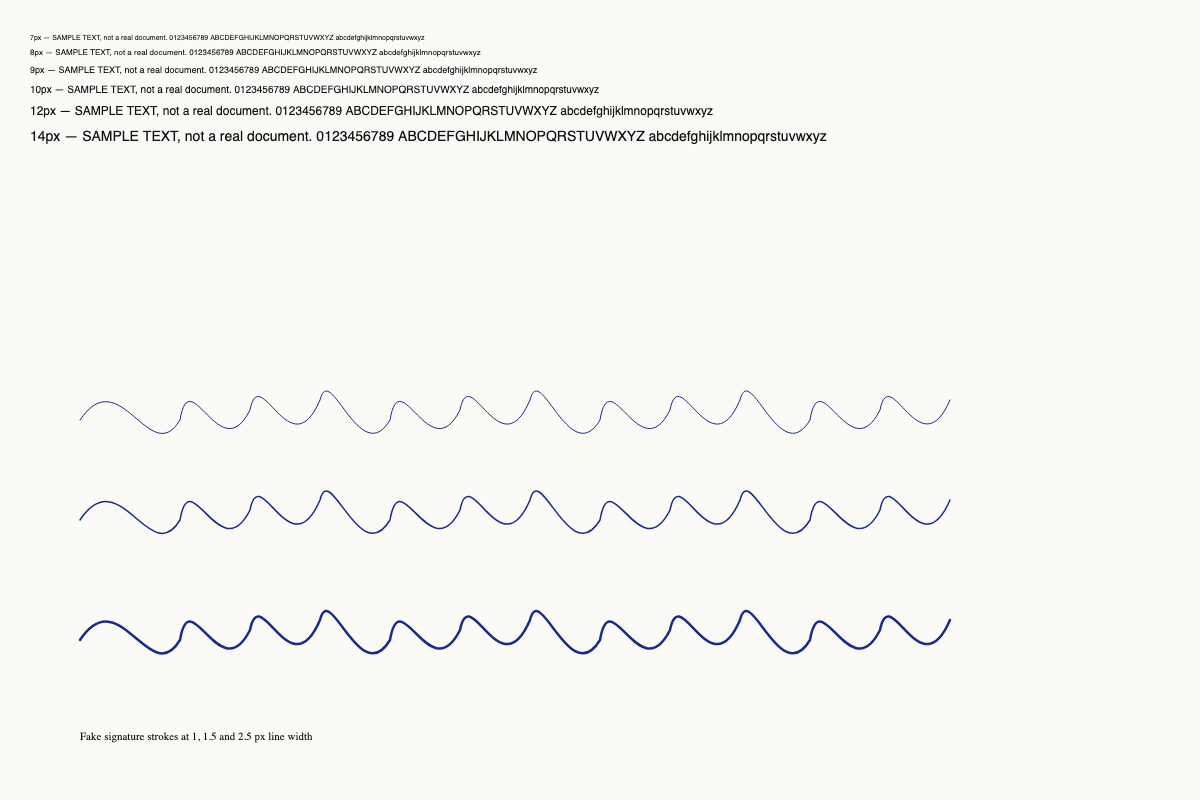 7px — SAMPLE TEXT, not a real document. 0123456789 ABCDEFGHIJKLMNOPQRSTUVWXYZ abcdefghijklmnopqrstuvwxyz
8px — SAMPLE TEXT, not a real document. 0123456789 ABCDEFGHIJKLMNOPQRSTUVWXYZ abcdefghijklmnopqrstuvwxyz
9px — SAMPLE TEXT, not a real document. 0123456789 ABCDEFGHIJKLMNOPQRSTUVWXYZ abcdefghijklmnopqrstuvwxyz
10px — SAMPLE TEXT, not a real document. 0123456789 ABCDEFGHIJKLMNOPQRSTUVWXYZ abcdefghijklmnopqrstuvwxyz
12px — SAMPLE TEXT, not a real document. 0123456789 ABCDEFGHIJKLMNOPQRSTUVWXYZ abcdefghijklmnopqrstuvwxyz
14px — SAMPLE TEXT, not a real document. 0123456789 ABCDEFGHIJKLMNOPQRSTUVWXYZ abcdefghijklmnopqrstuvwxyz
Fake signature strokes at 1, 1.5 and 2.5 px line width